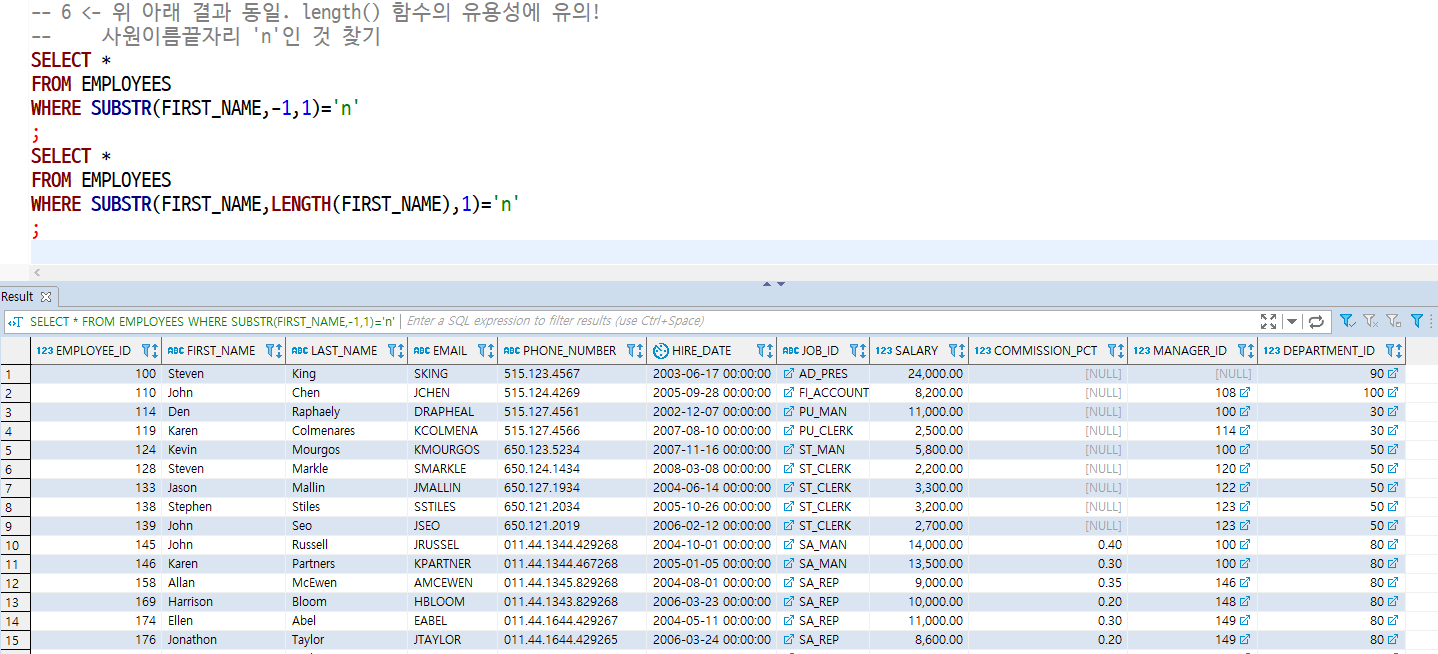 -- 6 <- 위 아래 결과 동일. length() 함수의 유용성에 유의!
--    사원이름끝자리 'n'인 것 찾기
SELECT *
FROM EMPLOYEES
WHERE SUBSTR(FIRST_NAME,-1,1)='n'
;
SELECT *
FROM EMPLOYEES
WHERE SUBSTR(FIRST_NAME,LENGTH(FIRST_NAME),1)='n'
;
Result
SELECT * FROM EMPLOYEES WHERE SUBSTR(FIRST_NAME,-1,1)='n' Enter a SQL expression to filter results (use Ctrl+Space)
123 EMPLOYEE_ID ABC FIRST_NAME ABC LAST_NAME ABC EMAIL ABC PHONE_NUMBER HIRE_DATE ABC JOB_ID 123 SALARY 123 COMMISSION_PCT 123 MANAGER_ID 123 DEPARTMENT_ID
1 100 Steven King SKING 515.123.4567 2003-06-17 00:00:00 AD_PRES 24,000.00 [NULL] [NULL] 90
2 110 John Chen JCHEN 515.124.4269 2005-09-28 00:00:00 FI_ACCOUNT 8,200.00 [NULL] 108 100
3 114 Den Raphaely DRAPHEAL 515.127.4561 2002-12-07 00:00:00 PU_MAN 11,000.00 [NULL] 100 30
4 119 Karen Colmenares KCOLMENA 515.127.4566 2007-08-10 00:00:00 PU_CLERK 2,500.00 [NULL] 114 30
5 124 Kevin Mourgos KMOURGOS 650.123.5234 2007-11-16 00:00:00 ST_MAN 5,800.00 [NULL] 100 50
6 128 Steven Markle SMARKLE 650.124.1434 2008-03-08 00:00:00 ST_CLERK 2,200.00 [NULL] 120 50
7 133 Jason Mallin JMALLIN 650.127.1934 2004-06-14 00:00:00 ST_CLERK 3,300.00 [NULL] 122 50
8 138 Stephen Stiles SSTILES 650.121.2034 2005-10-26 00:00:00 ST_CLERK 3,200.00 [NULL] 123 50
9 139 John Seo JSEO 650.121.2019 2006-02-12 00:00:00 ST_CLERK 2,700.00 [NULL] 123 50
10 145 John Russell JRUSSEL 011.44.1344.429268 2004-10-01 00:00:00 SA_MAN 14,000.00 0.40 100 80
11 146 Karen Partners KPARTNER 011.44.1344.467268 2005-01-05 00:00:00 SA_MAN 13,500.00 0.30 100 80
12 158 Allan McEwen AMCEWEN 011.44.1345.829268 2004-08-01 00:00:00 SA_REP 9,000.00 0.35 146 80
13 169 Harrison Bloom HBLOOM 011.44.1343.829268 2006-03-23 00:00:00 SA_REP 10,000.00 0.20 148 80
14 174 Ellen Abel EABEL 011.44.1644.429267 2004-05-11 00:00:00 SA_REP 11,000.00 0.30 149 80
15 176 Jonathon Taylor JTAYLOR 011.44.1644.429265 2006-03-24 00:00:00 SA_REP 8,600.00 0.20 149 80